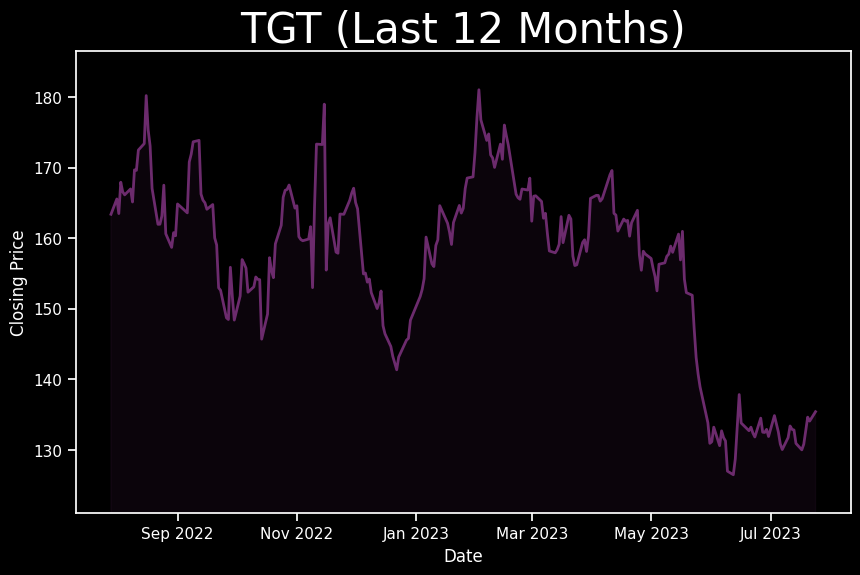 TGT (Last 12 Months)
Closing Price
180
170
160
150
140
130
Sep 2022
Nov 2022
Jan 2023
Mar 2023
May 2023
Jul 2023
Date